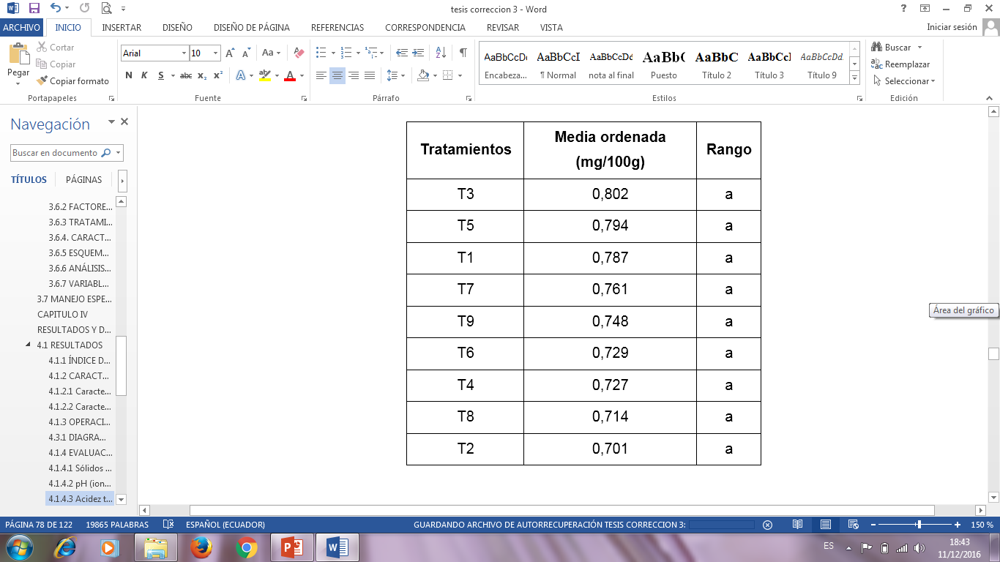 tesis correccion 3 - Word
ARCHIVO INICIO INSERTAR DISEÑO DISEÑO DE PÁGINA REFERENCIAS CORRESPONDENCIA REVISAR VISTA Iniciar sesión
Pegar
Cortar
Copiar
Copiar formato
Portapapeles
Arial 10
N K S abc x₂ x²
Fuente
Párrafo
AaBbCcDc AaBbCcI AaBbCcDd AaBb( AaBbC AaBbCcl AaBbCcDd.
Encabeza... ¶ Normal nota al final Puesto Título 2 Título 3 Título 9
Estilos
Buscar
Reemplazar
Seleccionar
Edición
Navegación
Buscar en documento
TÍTULOS PÁGINAS
3.6.2 FACTORE...
3.6.3 TRATAMI...
3.6.4. CARACT...
3.6.5 ESQUEM...
3.6.6 ANÁLISIS...
3.6.7 VARIABL...
3.7 MANEJO ESPE...
CAPITULO IV
RESULTADOS Y D...
4.1 RESULTADOS
4.1.1 ÍNDICE D...
4.1.2 CARACT...
4.1.2.1 Caracte...
4.1.2.2 Caracte...
4.1.3 OPERACI...
4.3.1 DIAGRA...
4.1.4 EVALUAC...
4.1.4.1 Sólidos ...
4.1.4.2 pH (ion...
4.1.4.3 Acidez t...
Tratamientos Media ordenada (mg/100g) Rango
T3 0,802 a
T5 0,794 a
T1 0,787 a
T7 0,761 a
T9 0,748 a
T6 0,729 a
T4 0,727 a
T8 0,714 a
T2 0,701 a
Área del gráfico
PÁGINA 78 DE 122 19865 PALABRAS ESPAÑOL (ECUADOR) GUARDANDO ARCHIVO DE AUTORRECUPERACIÓN TESIS CORRECCION 3: 150 %
ES 18:43
11/12/2016